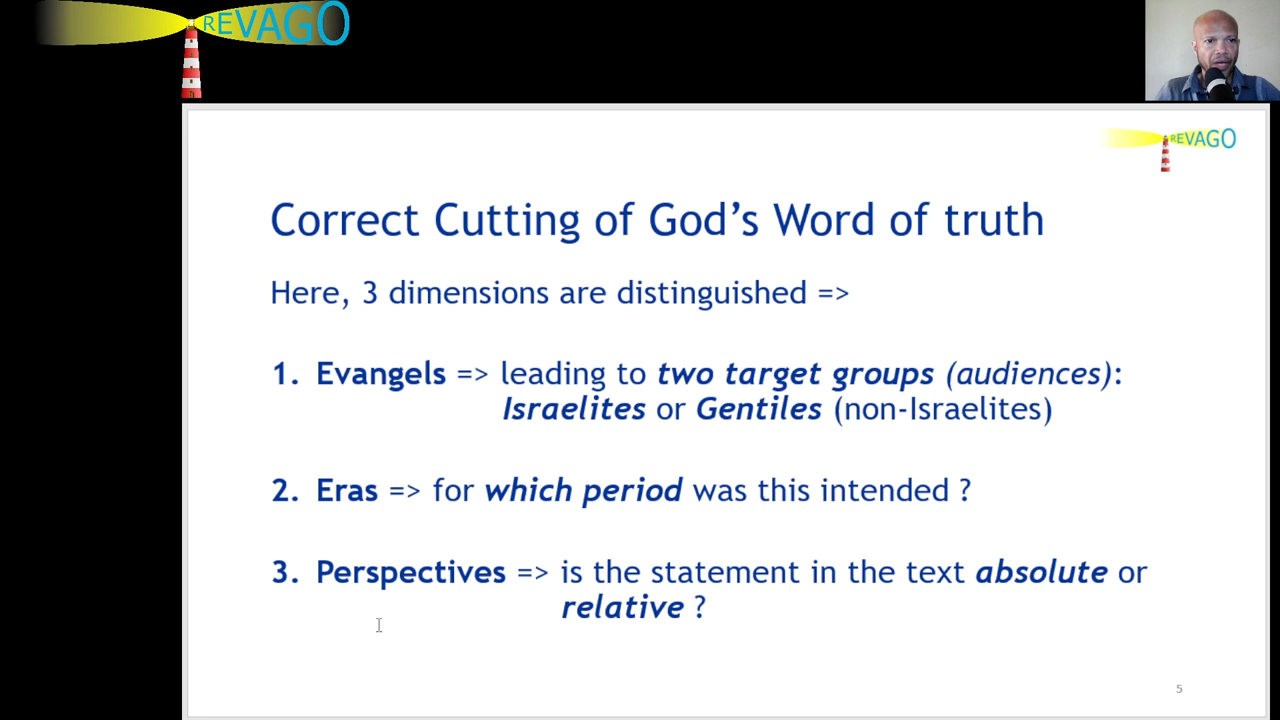 REVAGO
REVAGO
Correct Cutting of God’s Word of truth
Here, 3 dimensions are distinguished =>
1. Evangels => leading to two target groups (audiences):
Israelites or Gentiles (non-Israelites)
2. Eras => for which period was this intended ?
3. Perspectives => is the statement in the text absolute or
relative ?
5